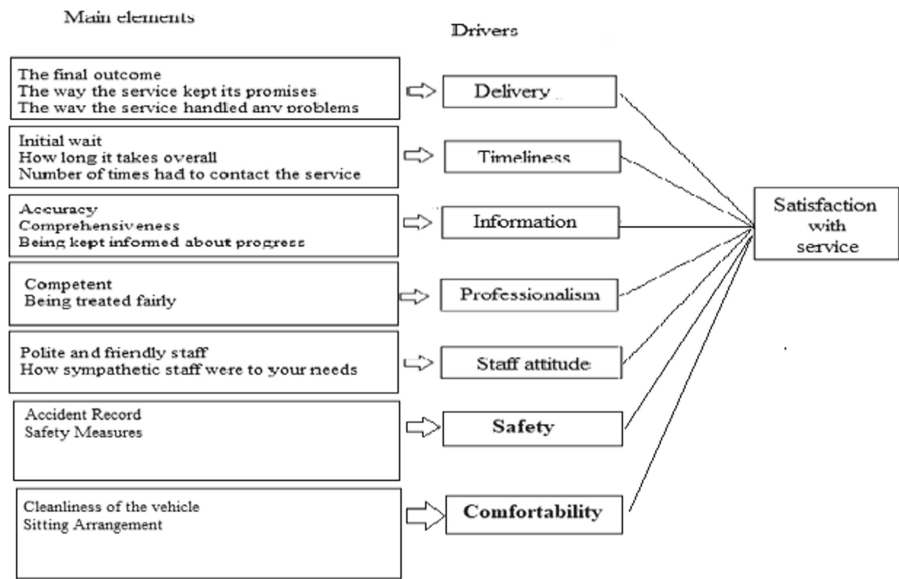 Main elements
Drivers
The final outcome
The way the service kept its promises
The way the service handled any problems
Delivery
Initial wait
How long it takes overall
Number of times had to contact the service
Timeliness
Accuracy
Comprehensiveness
Being kept informed about progress
Information
Satisfaction
with
service
Competent
Being treated fairly
Professionalism
Polite and friendly staff
How sympathetic staff were to your needs
Staff attitude
Accident Record
Safety Measures
Safety
Cleanliness of the vehicle
Sitting Arrangement
Comfortability